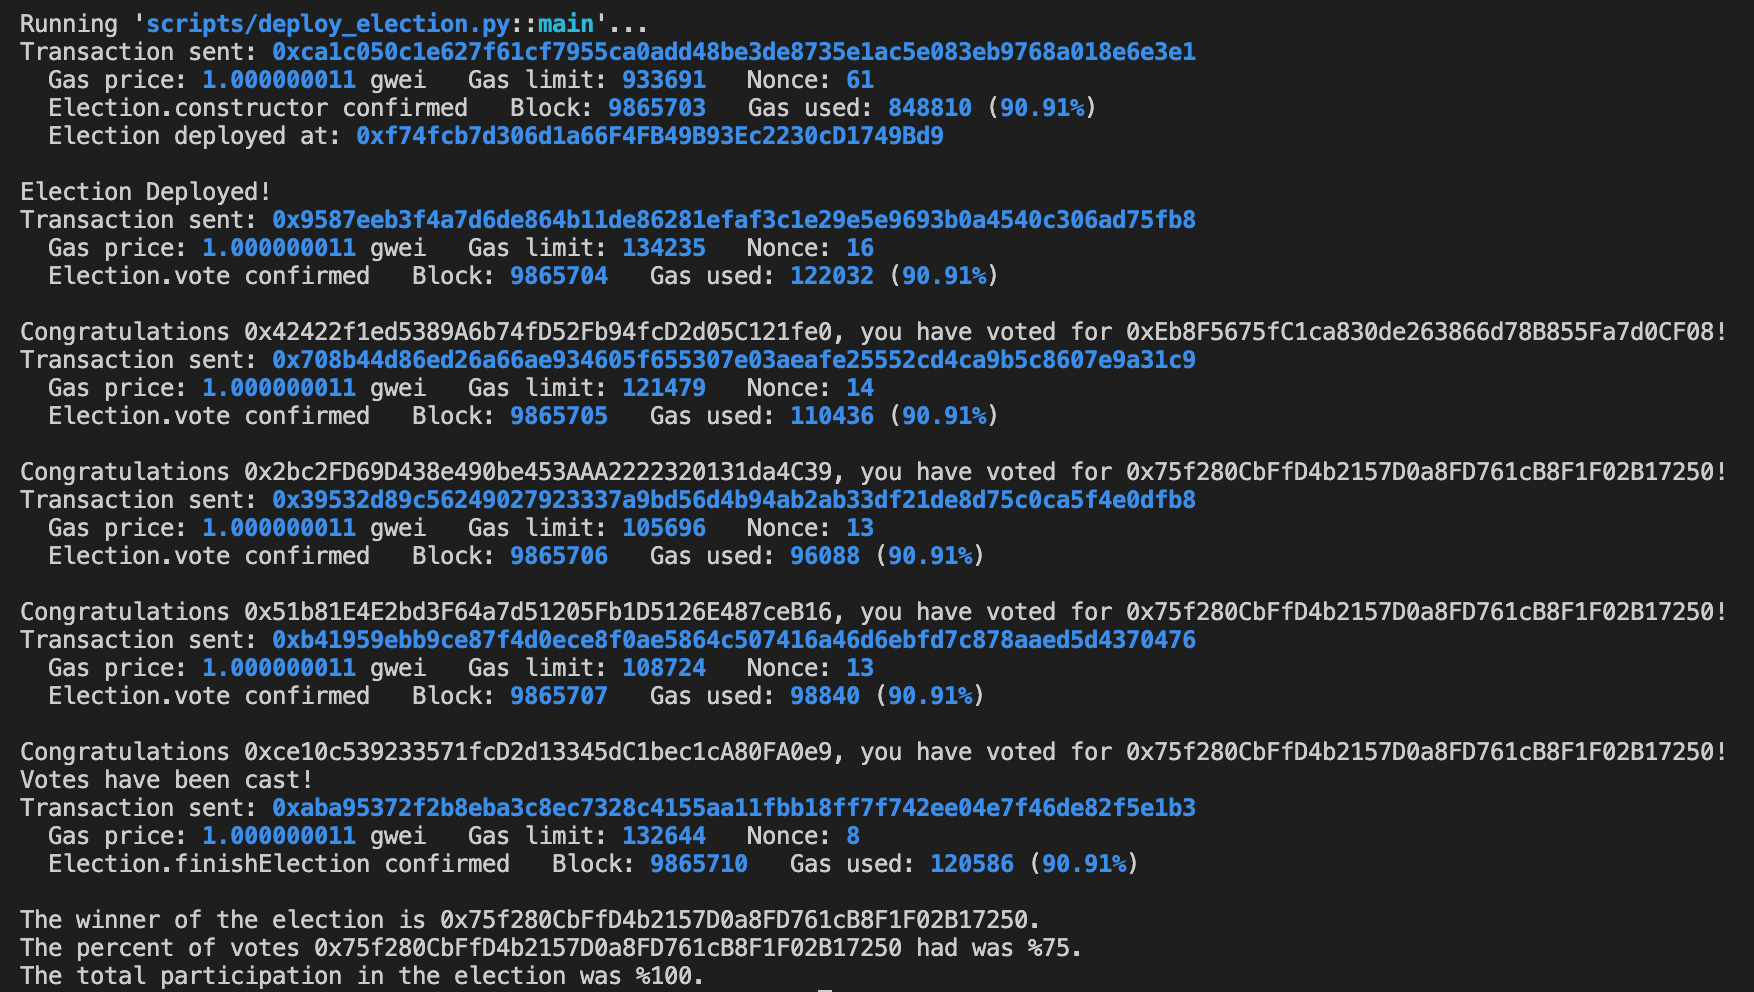 Running 'scripts/deploy_election.py::main'...
Transaction sent: 0xca1c050c1e627f61cf7955ca0add48be3de8735e1ac5e083eb9768a018e6e3e1
Gas price: 1.000000011 gwei   Gas limit: 933691   Nonce: 61
Election.constructor confirmed   Block: 9865703   Gas used: 848810 (90.91%)
Election deployed at: 0xf74fcb7d306d1a66F4FB49B93Ec2230cD1749Bd9
Election Deployed!
Transaction sent: 0x9587eeb3f4a7d6de864b11de86281efaf3c1e29e5e9693b0a4540c306ad75fb8
Gas price: 1.000000011 gwei   Gas limit: 134235   Nonce: 16
Election.vote confirmed   Block: 9865704   Gas used: 122032 (90.91%)
Congratulations 0x42422f1ed5389A6b74fD52Fb94fcD2d05C121fe0, you have voted for 0xEb8F5675fC1ca830de263866d78B855Fa7d0CF08!
Transaction sent: 0x708b44d86ed26a66ae934605f655307e03aeafe25552cd4ca9b5c8607e9a31c9
Gas price: 1.000000011 gwei   Gas limit: 121479   Nonce: 14
Election.vote confirmed   Block: 9865705   Gas used: 110436 (90.91%)
Congratulations 0x2bc2FD69D438e490be453AAA2222320131da4C39, you have voted for 0x75f280CbFfD4b2157D0a8FD761cB8F1F02B17250!
Transaction sent: 0x39532d89c56249027923337a9bd56d4b94ab2ab33df21de8d75c0ca5f4e0dfb8
Gas price: 1.000000011 gwei   Gas limit: 105696   Nonce: 13
Election.vote confirmed   Block: 9865706   Gas used: 96088 (90.91%)
Congratulations 0x51b81E4E2bd3F64a7d51205Fb1D5126E487ceB16, you have voted for 0x75f280CbFfD4b2157D0a8FD761cB8F1F02B17250!
Transaction sent: 0xb41959ebb9ce87f4d0ece8f0ae5864c507416a46d6ebfd7c878aaed5d4370476
Gas price: 1.000000011 gwei   Gas limit: 108724   Nonce: 13
Election.vote confirmed   Block: 9865707   Gas used: 98840 (90.91%)
Congratulations 0xce10c539233571fcD2d13345dC1bec1cA80FA0e9, you have voted for 0x75f280CbFfD4b2157D0a8FD761cB8F1F02B17250!
Votes have been cast!
Transaction sent: 0xaba95372f2b8eba3c8ec7328c4155aa11fbb18ff7f742ee04e7f46de82f5e1b3
Gas price: 1.000000011 gwei   Gas limit: 132644   Nonce: 8
Election.finishElection confirmed   Block: 9865710   Gas used: 120586 (90.91%)
The winner of the election is 0x75f280CbFfD4b2157D0a8FD761cB8F1F02B17250.
The percent of votes 0x75f280CbFfD4b2157D0a8FD761cB8F1F02B17250 had was %75.
The total participation in the election was %100.